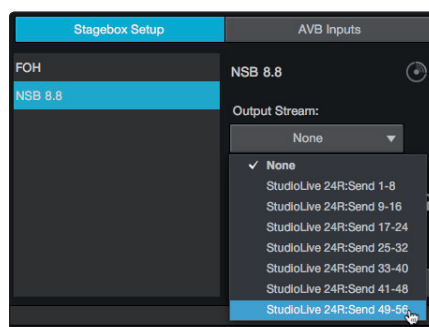 Stagebox Setup
AVB Inputs
FOH
NSB 8.8
NSB 8.8
Output Stream:
None
✓ None
StudioLive 24R:Send 1-8
StudioLive 24R:Send 9-16
StudioLive 24R:Send 17-24
StudioLive 24R:Send 25-32
StudioLive 24R:Send 33-40
StudioLive 24R:Send 41-48
StudioLive 24R:Send 49-56